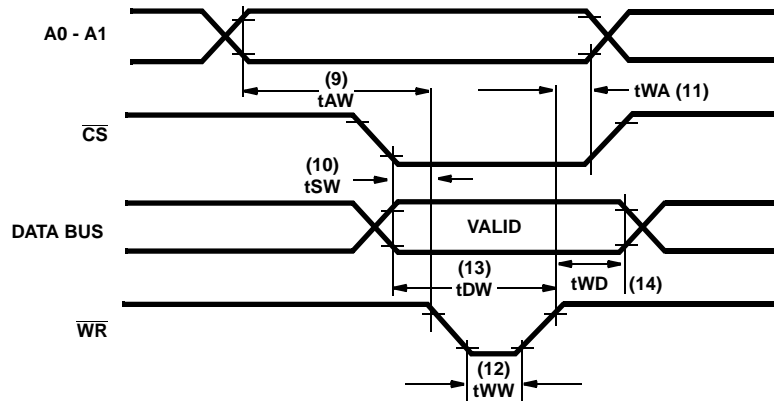 A0 - A1
(9)
tAW
tWA (11)
CS
(10)
tSW
DATA BUS
VALID
(13)
tDW
tWD (14)
WR
(12)
tWW